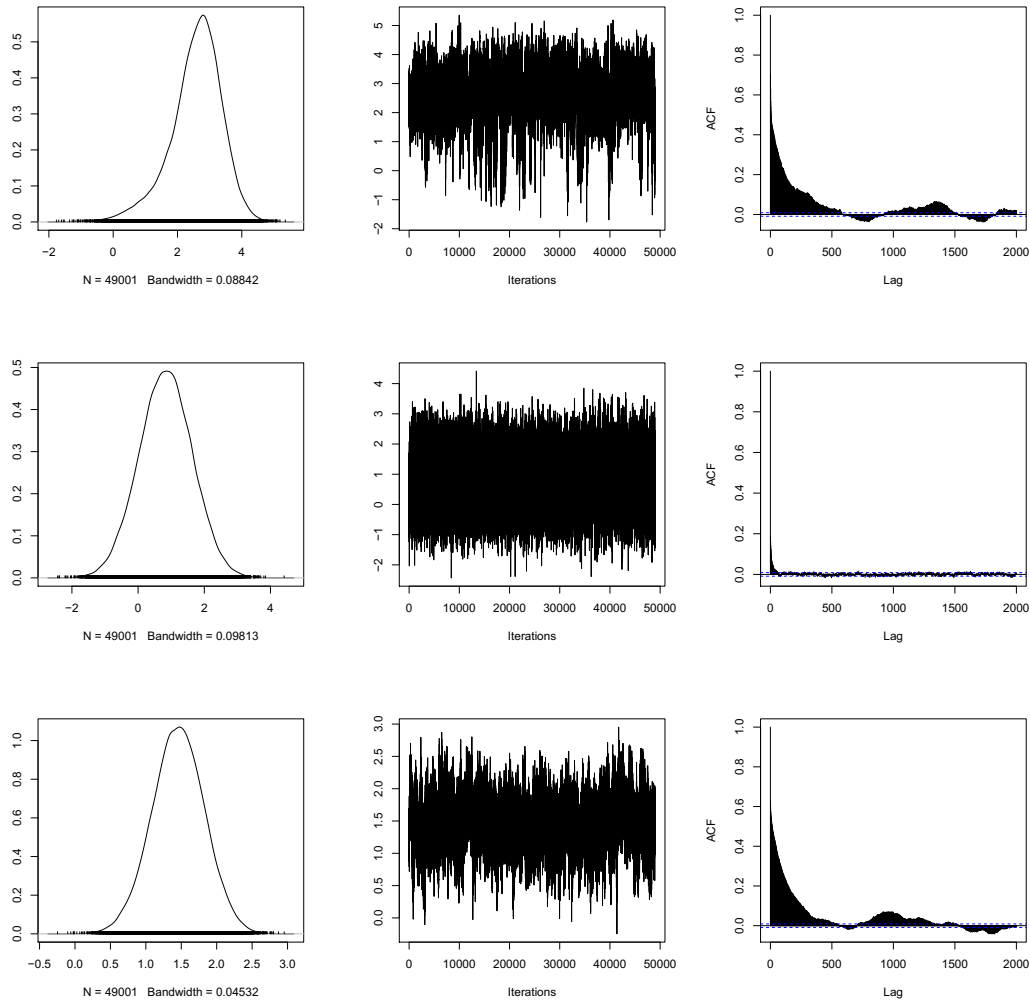 0.0 0.1 0.2 0.3 0.4 0.5
−2 0 2 4
N = 49001 Bandwidth = 0.08842
−2 −1 0 1 2 3 4 5
0 10000 20000 30000 40000 50000
Iterations
ACF
0.0 0.2 0.4 0.6 0.8 1.0
0 500 1000 1500 2000
Lag
0.0 0.1 0.2 0.3 0.4 0.5
−2 0 2 4
N = 49001 Bandwidth = 0.09813
−2 −1 0 1 2 3 4
0 10000 20000 30000 40000 50000
Iterations
ACF
0.0 0.2 0.4 0.6 0.8 1.0
0 500 1000 1500 2000
Lag
0.0 0.2 0.4 0.6 0.8 1.0
−0.5 0.0 0.5 1.0 1.5 2.0 2.5 3.0
N = 49001 Bandwidth = 0.04532
0.0 0.5 1.0 1.5 2.0 2.5 3.0
0 10000 20000 30000 40000 50000
Iterations
ACF
0.0 0.2 0.4 0.6 0.8 1.0
0 500 1000 1500 2000
Lag